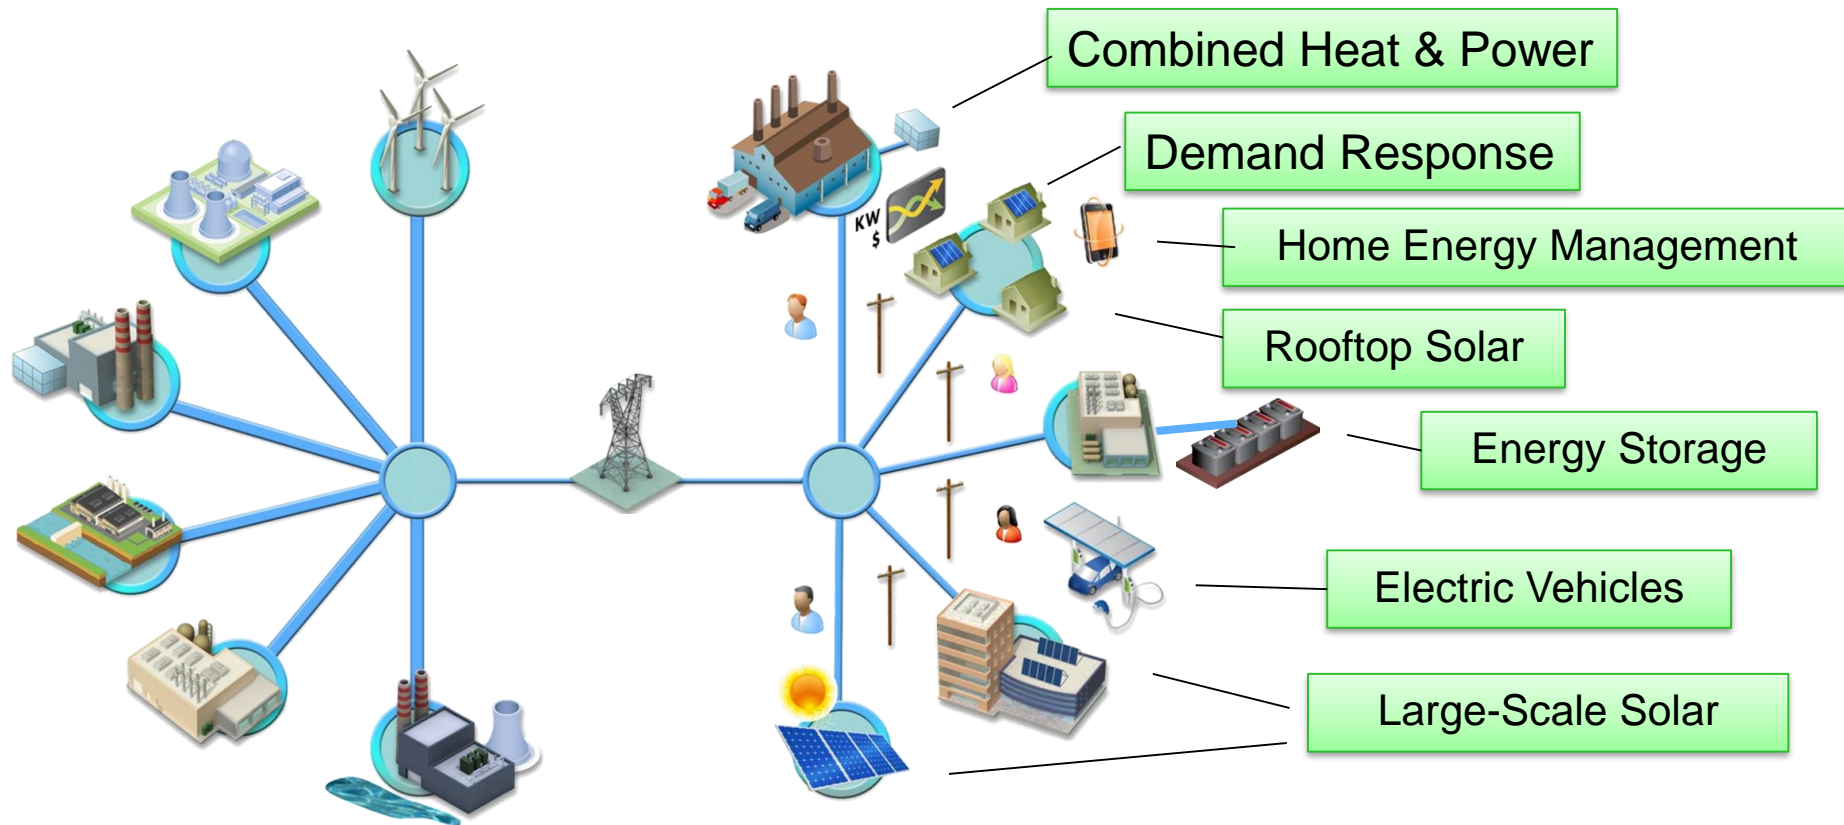 Combined Heat & Power
Demand Response
KW
$
Home Energy Management
Rooftop Solar
Energy Storage
Electric Vehicles
Large-Scale Solar